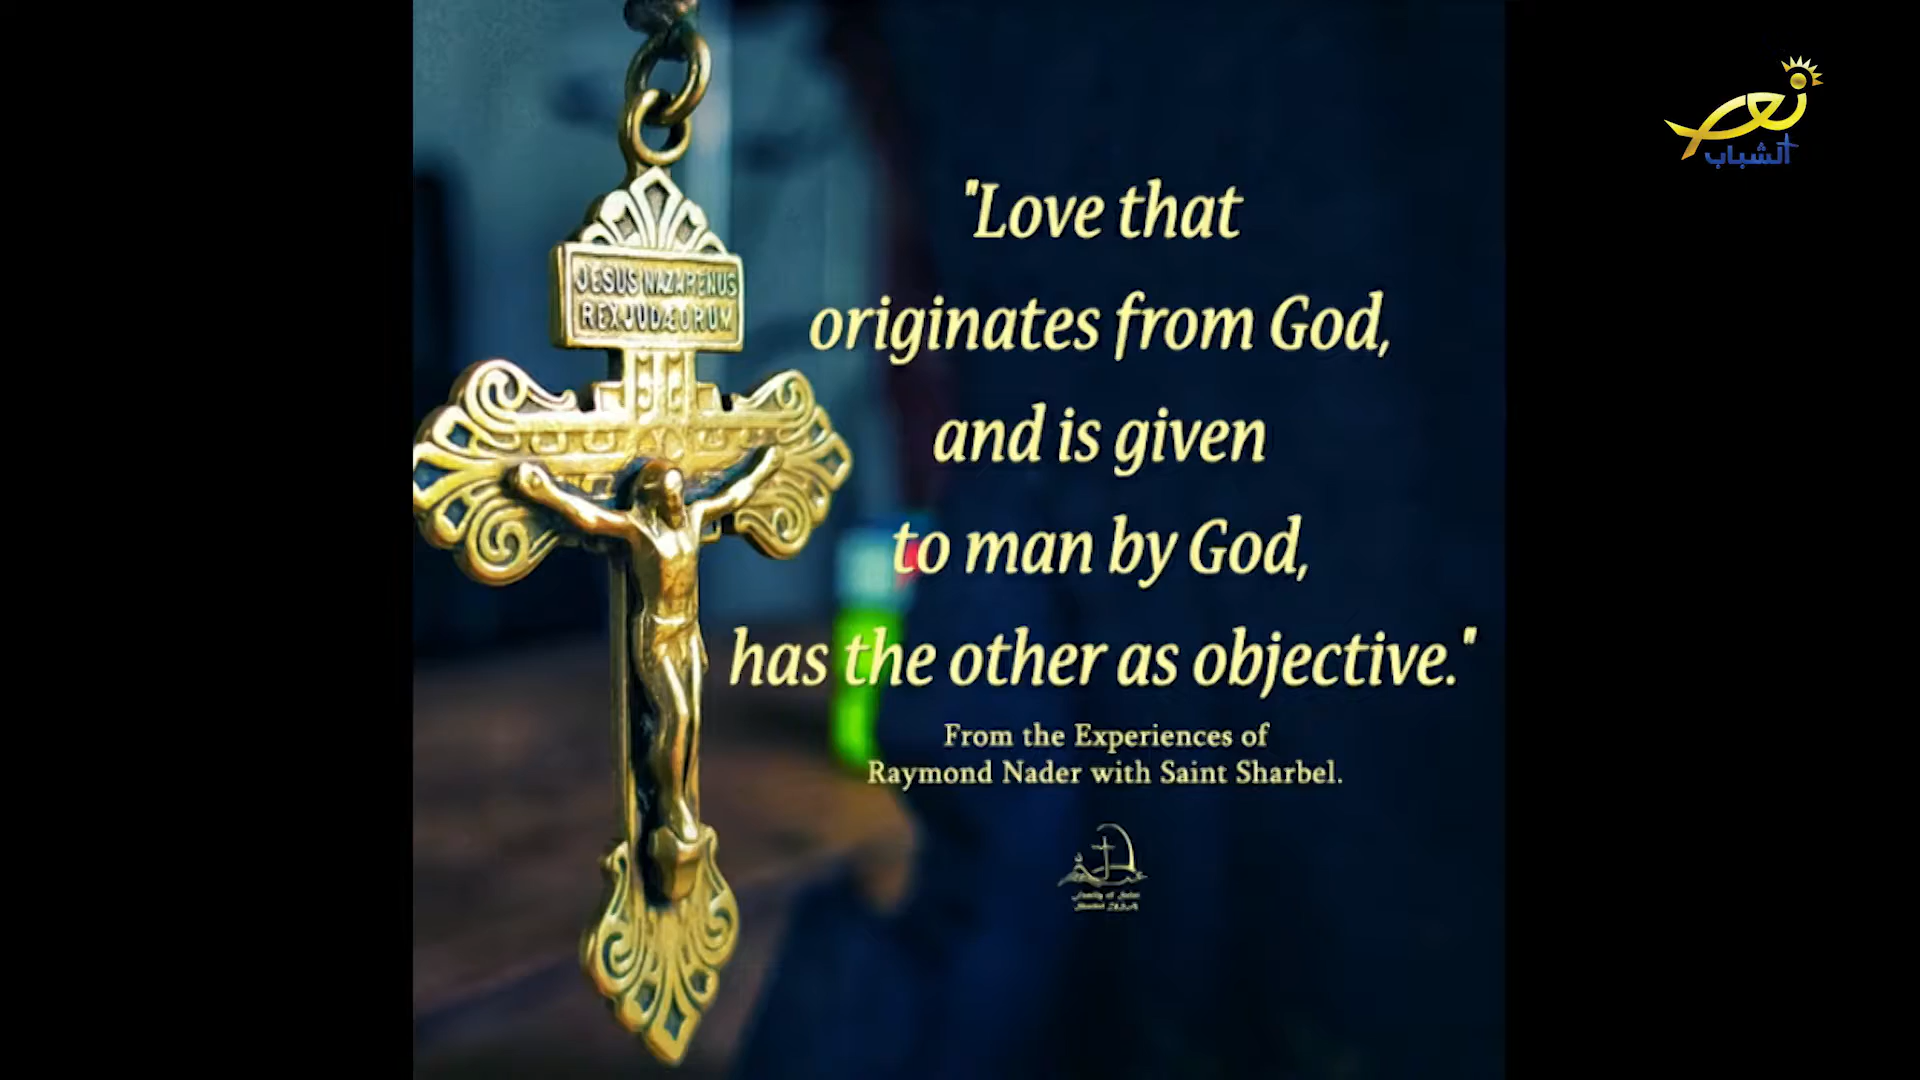 نعم
الشباب
JESUS NAZARENUS
REX JUDÆORUM
"Love that
originates from God,
and is given
to man by God,
has the other as objective."
From the Experiences of
Raymond Nader with Saint Sharbel.